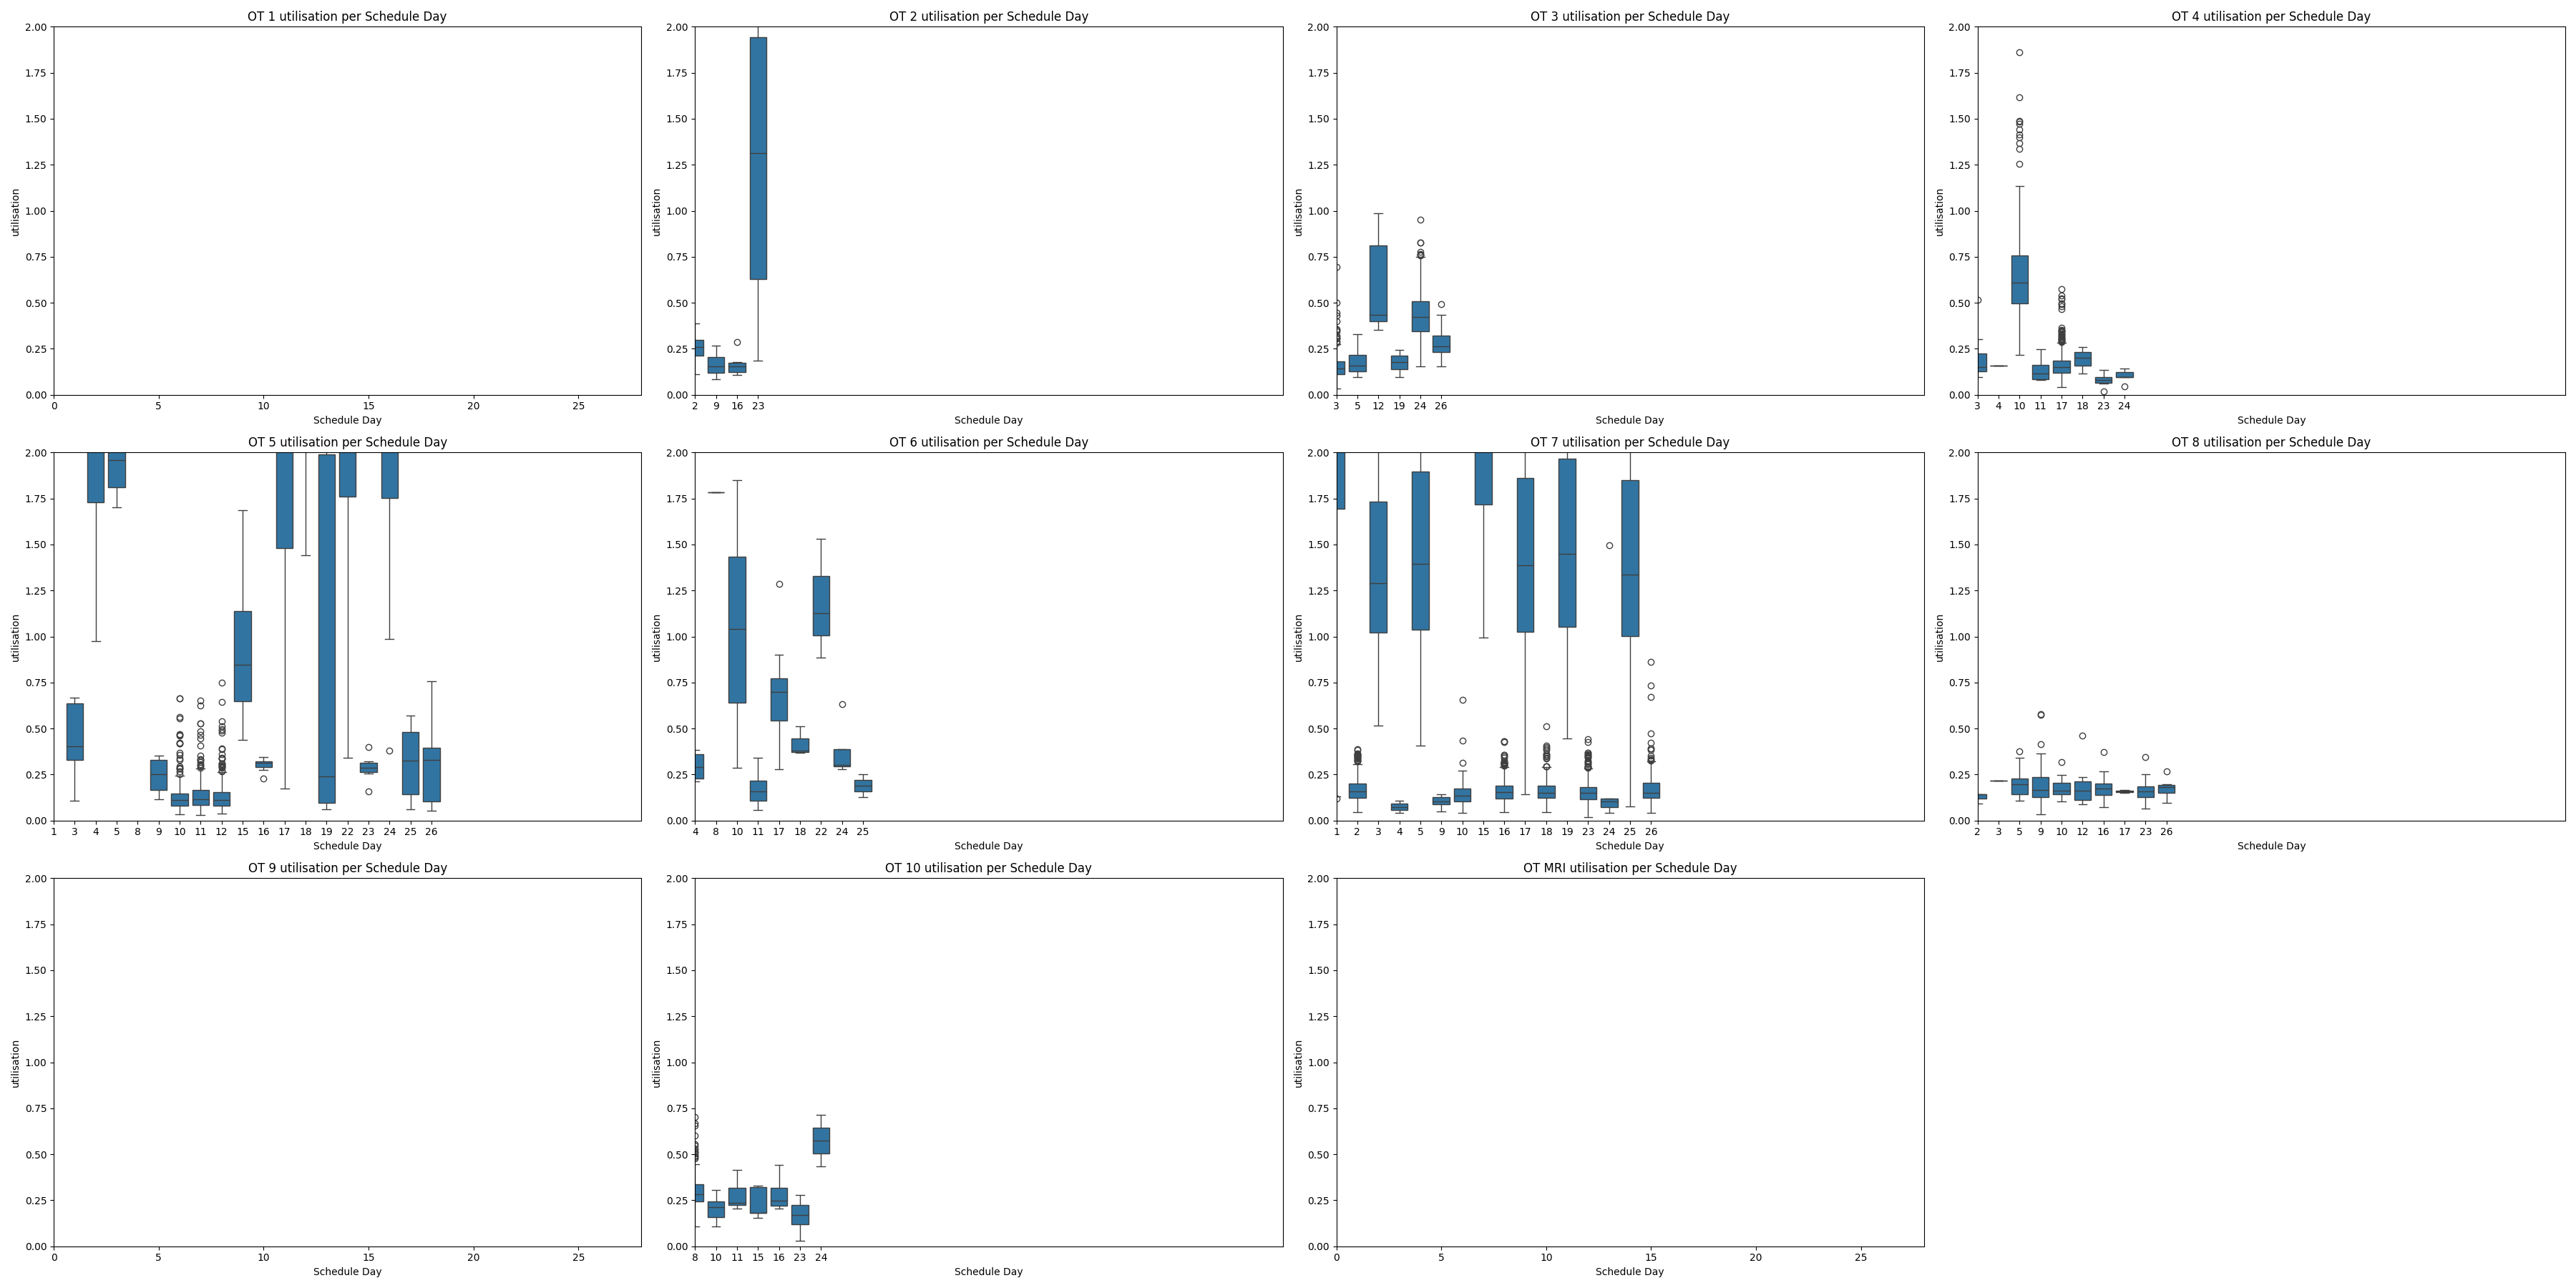 OT 1 utilisation per Schedule Day
2.00
1.75
1.50
1.25
1.00
0.75
0.50
0.25
0.00
utilisation
0 5 10 15 20 25
Schedule Day
OT 2 utilisation per Schedule Day
2.00
1.75
1.50
1.25
1.00
0.75
0.50
0.25
0.00
utilisation
2 9 16 23
Schedule Day
OT 3 utilisation per Schedule Day
2.00
1.75
1.50
1.25
1.00
0.75
0.50
0.25
0.00
utilisation
3 5 12 19 24 26
Schedule Day
OT 4 utilisation per Schedule Day
2.00
1.75
1.50
1.25
1.00
0.75
0.50
0.25
0.00
utilisation
3 4 10 11 17 18 23 24
Schedule Day
OT 5 utilisation per Schedule Day
2.00
1.75
1.50
1.25
1.00
0.75
0.50
0.25
0.00
utilisation
1 3 4 5 8 9 10 11 12 15 16 17 18 19 22 23 24 25 26
Schedule Day
OT 6 utilisation per Schedule Day
2.00
1.75
1.50
1.25
1.00
0.75
0.50
0.25
0.00
utilisation
4 8 10 11 17 18 22 24 25
Schedule Day
OT 7 utilisation per Schedule Day
2.00
1.75
1.50
1.25
1.00
0.75
0.50
0.25
0.00
utilisation
1 2 3 4 5 9 10 15 16 17 18 19 23 24 25 26
Schedule Day
OT 8 utilisation per Schedule Day
2.00
1.75
1.50
1.25
1.00
0.75
0.50
0.25
0.00
utilisation
2 3 5 9 10 12 16 17 23 26
Schedule Day
OT 9 utilisation per Schedule Day
2.00
1.75
1.50
1.25
1.00
0.75
0.50
0.25
0.00
utilisation
0 5 10 15 20 25
Schedule Day
OT 10 utilisation per Schedule Day
2.00
1.75
1.50
1.25
1.00
0.75
0.50
0.25
0.00
utilisation
8 10 11 15 16 23 24
Schedule Day
OT MRI utilisation per Schedule Day
2.00
1.75
1.50
1.25
1.00
0.75
0.50
0.25
0.00
utilisation
0 5 10 15 20 25
Schedule Day